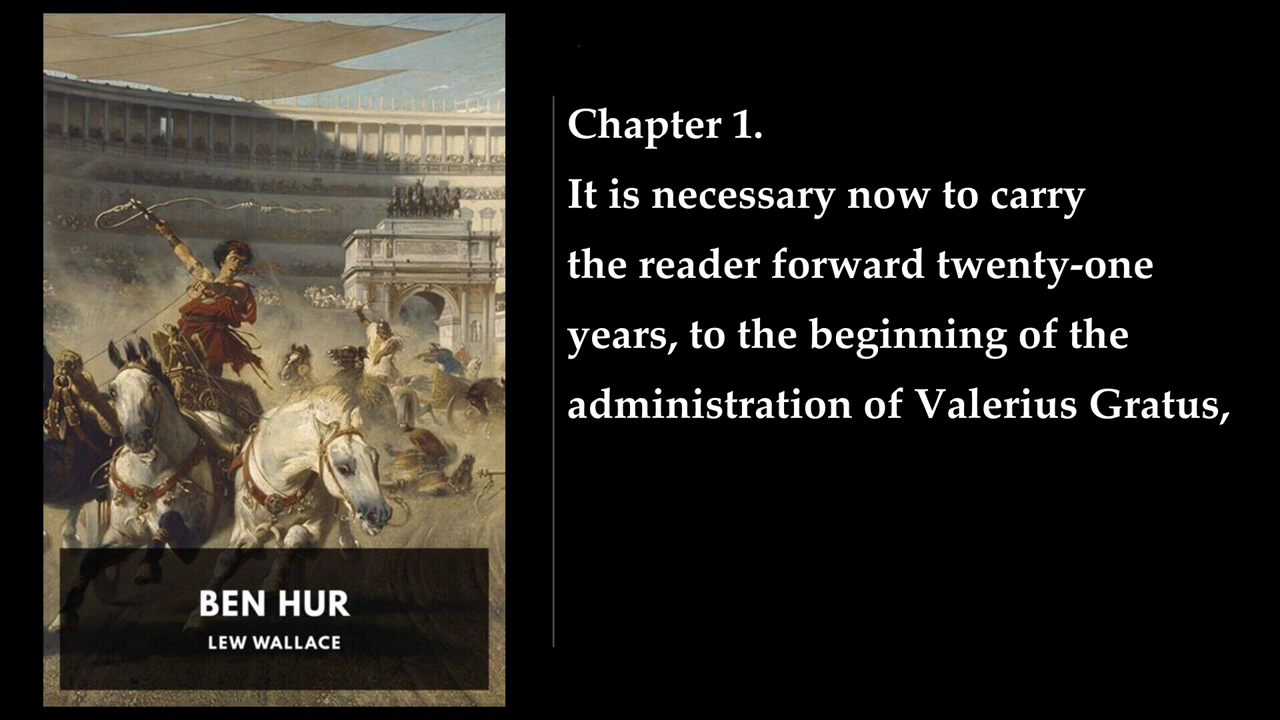 BEN HUR
LEW WALLACE
Chapter 1.
It is necessary now to carry
the reader forward twenty-one
years, to the beginning of the
administration of Valerius Gratus,